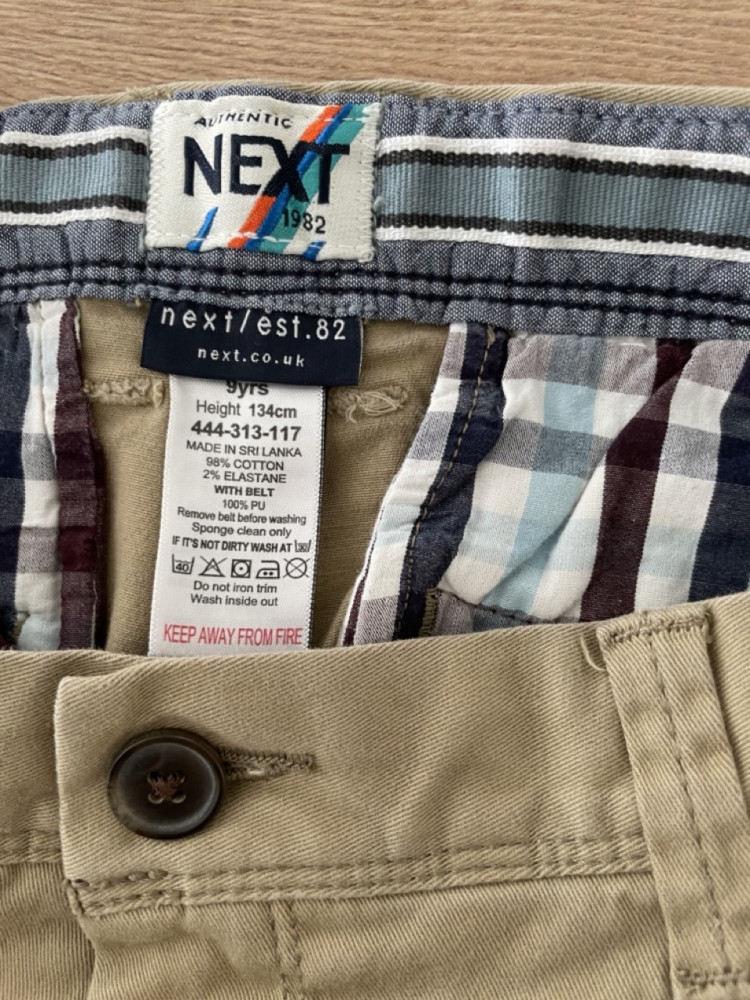 AUTHENTIC
NEXT
1982
next/est.82
next.co.uk
9yrs
Height 134cm
444-313-117
MADE IN SRI LANKA
98% COTTON
2% ELASTANE
WITH BELT
100% PU
Remove belt before washing
Sponge clean only
IF IT'S NOT DIRTY WASH AT 30
40
Do not iron trim
Wash inside out
KEEP AWAY FROM FIRE